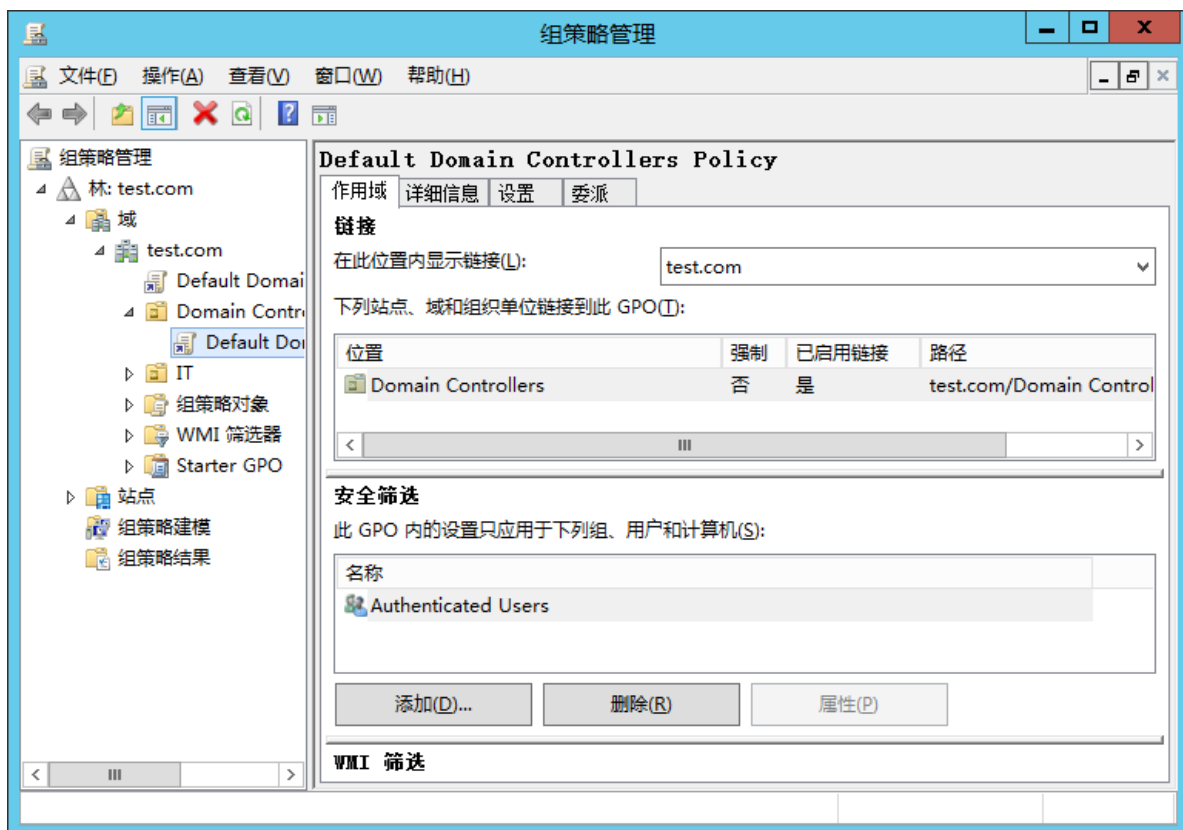 组策略管理
文件(F) 操作(A) 查看(V) 窗口(W) 帮助(H)
组策略管理
林: test.com
域
test.com
Default Domai
Domain Contr
Default Do
IT
组策略对象
WMI 筛选器
Starter GPO
站点
组策略建模
组策略结果
Default Domain Controllers Policy
作用域 详细信息 设置 委派
链接
在此位置内显示链接(L): test.com
下列站点、域和组织单位链接到此 GPO(T):
位置 强制 已启用链接 路径
Domain Controllers 否 是 test.com/Domain Control
安全筛选
此 GPO 内的设置只应用于下列组、用户和计算机(S):
名称
Authenticated Users
添加(D)... 删除(R) 属性(P)
WMI 筛选